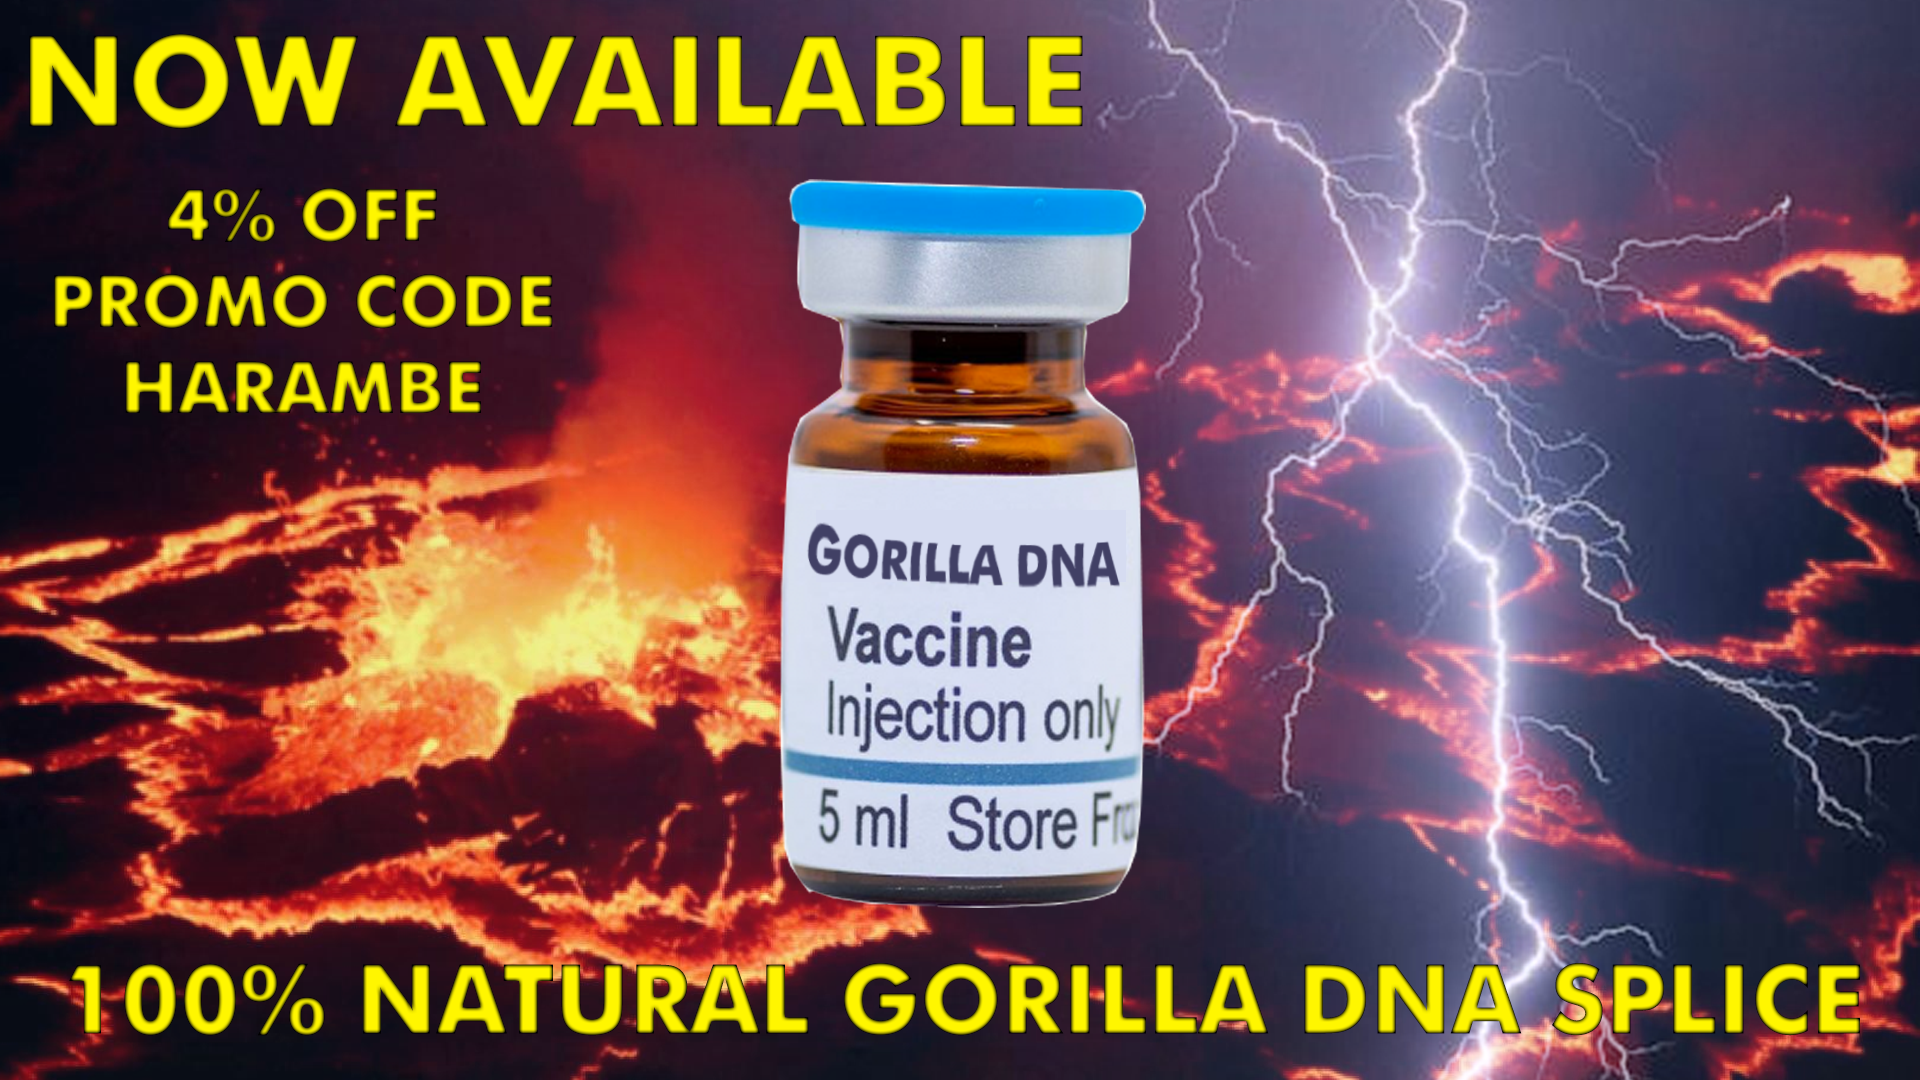 NOW AVAILABLE
4% OFF
PROMO CODE
HARAMBE
GORILLA DNA
Vaccine
Injection only
5 ml Store
100% NATURAL GORILLA DNA SPLICE